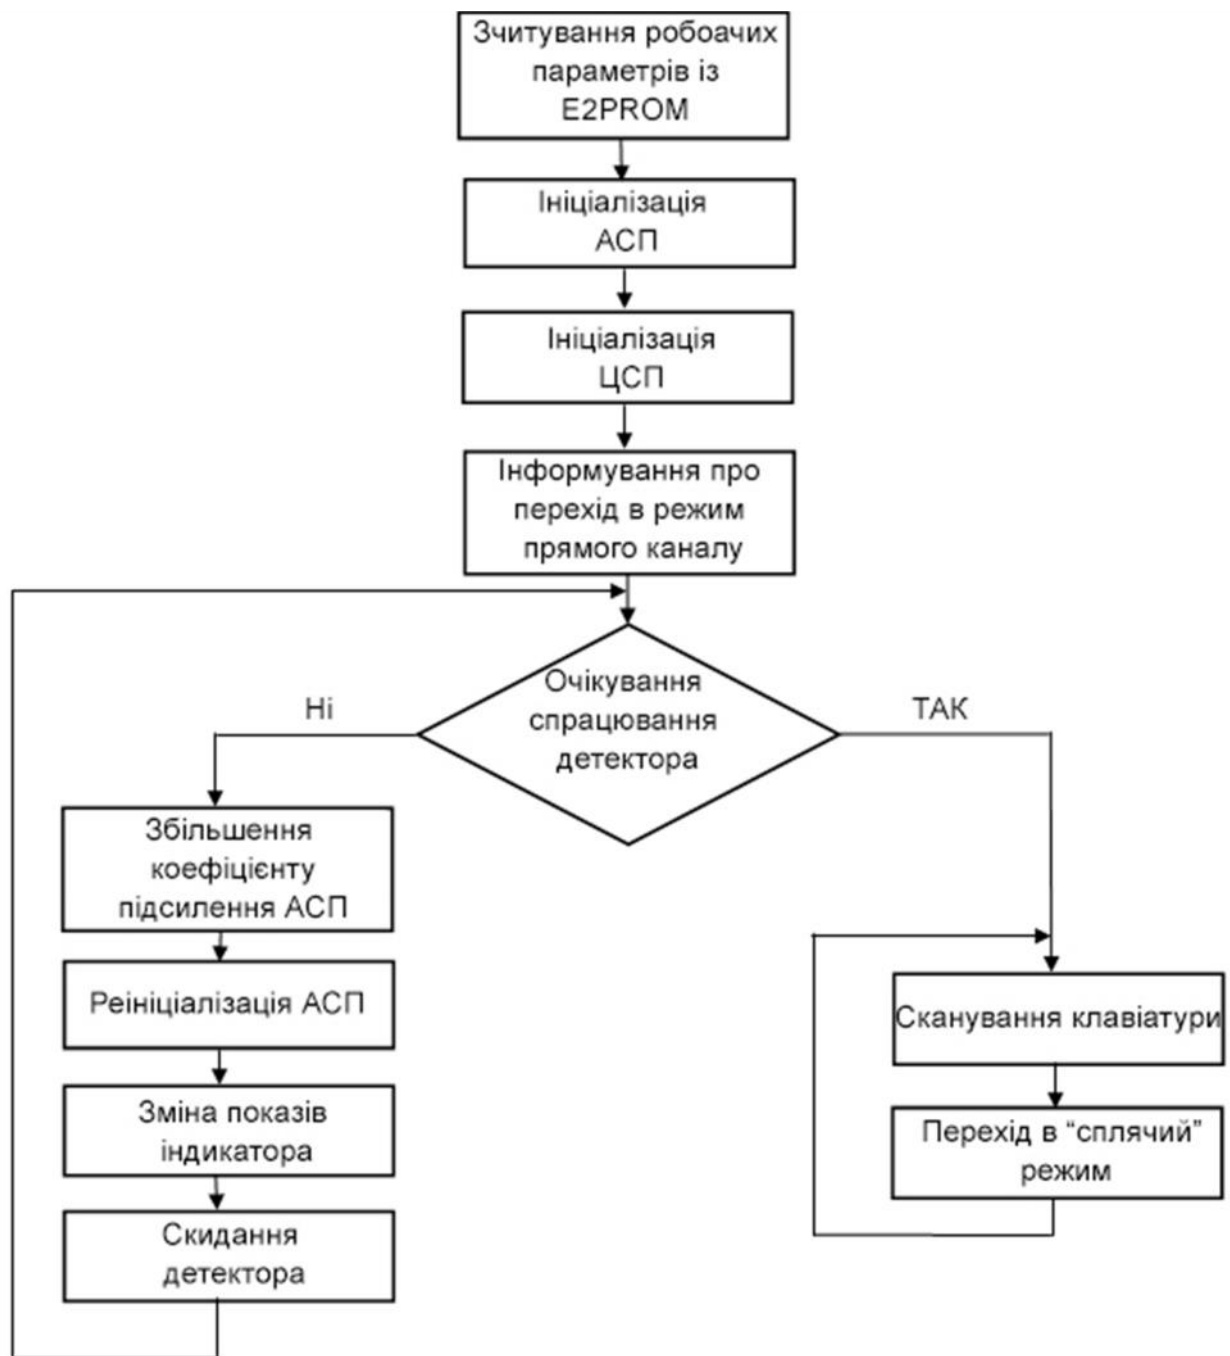 Зчитування робоачих
параметрів із
E2PROM
Ініціалізація
АСП
Ініціалізація
ЦСП
Інформування про
перехід в режим
прямого каналу
Очікування
спрацювання
детектора
Ні
ТАК
Збільшення
коефіцієнту
підсилення АСП
Реініціалізація АСП
Зміна показів
індикатора
Скидання
детектора
Сканування клавіатури
Перехід в “сплячий”
режим